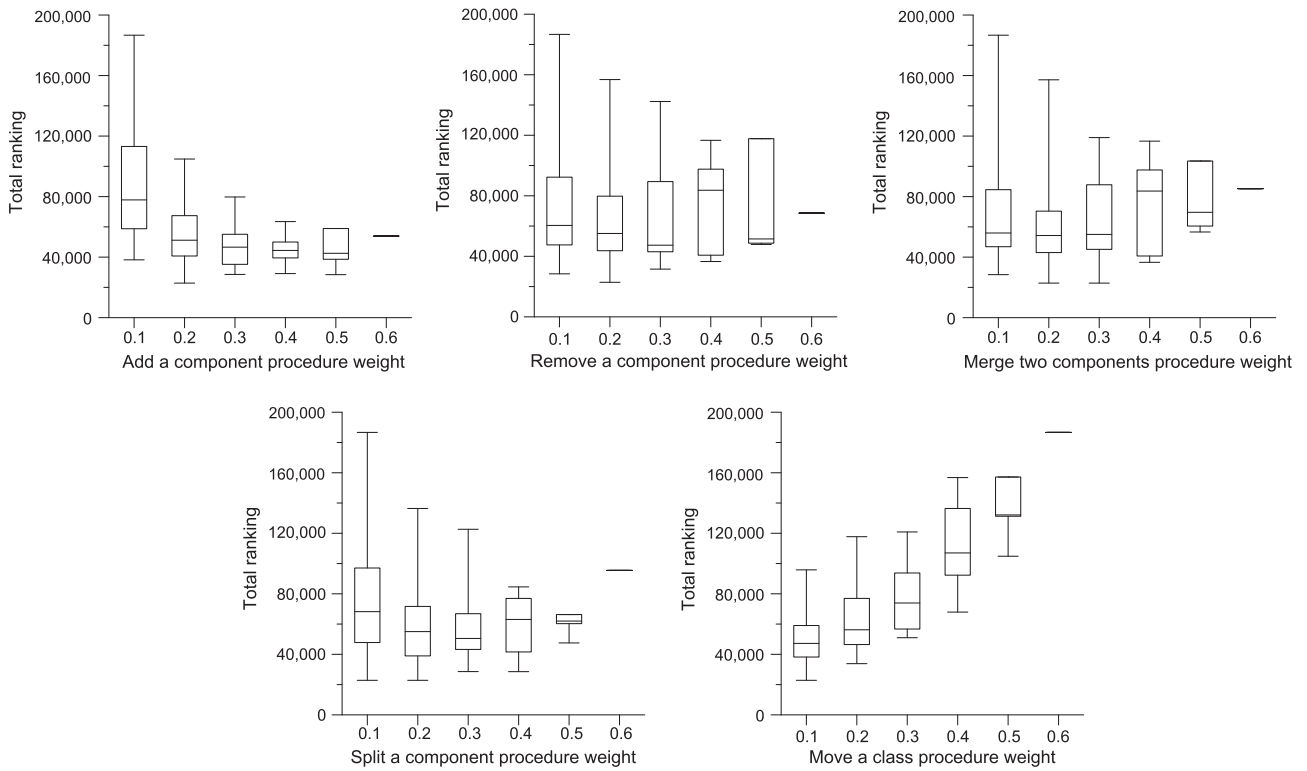 200,000
160,000
120,000
80,000
40,000
0
Total ranking
0.1 0.2 0.3 0.4 0.5 0.6
Add a component procedure weight
200,000
160,000
120,000
80,000
40,000
0
Total ranking
0.1 0.2 0.3 0.4 0.5 0.6
Remove a component procedure weight
200,000
160,000
120,000
80,000
40,000
0
Total ranking
0.1 0.2 0.3 0.4 0.5 0.6
Merge two components procedure weight
200,000
160,000
120,000
80,000
40,000
0
Total ranking
0.1 0.2 0.3 0.4 0.5 0.6
Split a component procedure weight
200,000
160,000
120,000
80,000
40,000
0
Total ranking
0.1 0.2 0.3 0.4 0.5 0.6
Move a class procedure weight